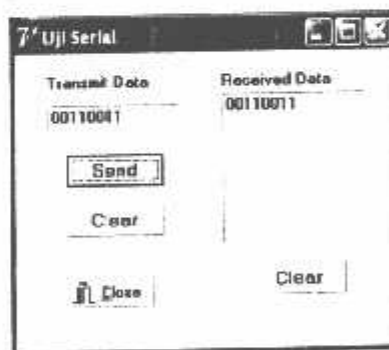 Uji Serial
Transmit Data
00110011
Send
Clear
Close
Received Data
00110011
Clear